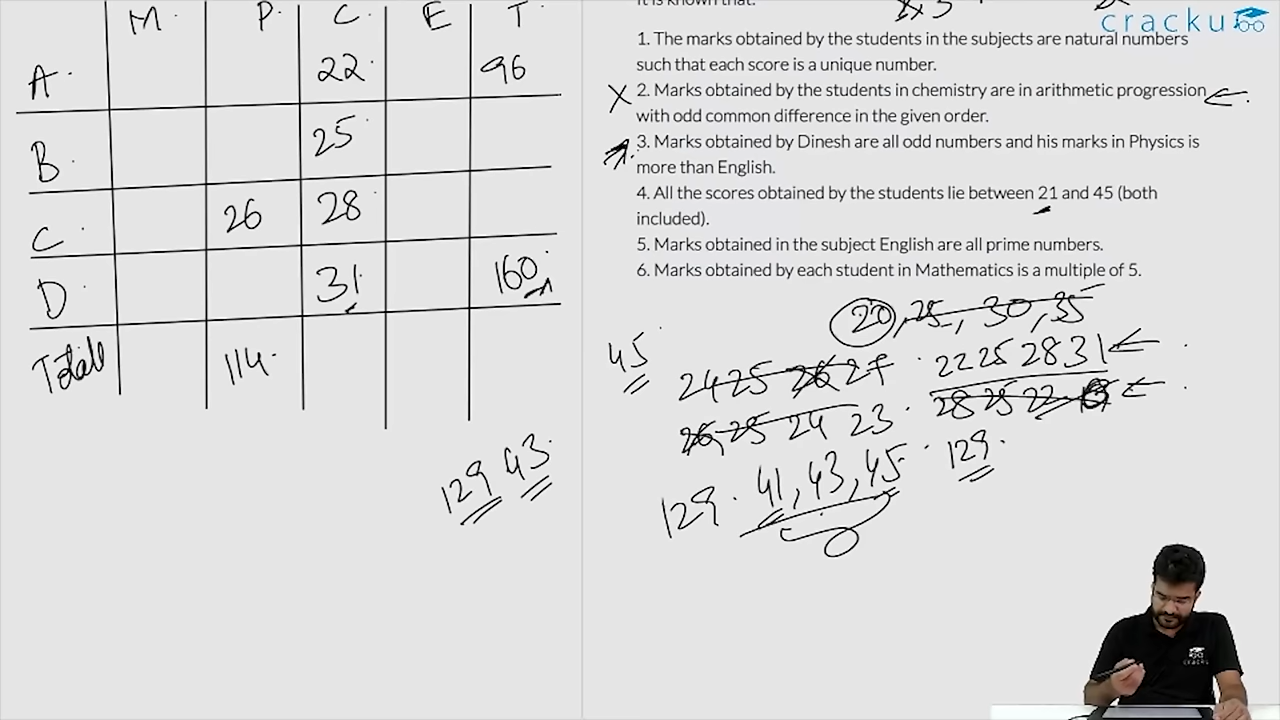 It is known that:
cracku
1. The marks obtained by the students in the subjects are natural numbers
such that each score is a unique number.
2. Marks obtained by the students in chemistry are in arithmetic progression
with odd common difference in the given order.
3. Marks obtained by Dinesh are all odd numbers and his marks in Physics is
more than English.
4. All the scores obtained by the students lie between 21 and 45 (both
included).
5. Marks obtained in the subject English are all prime numbers.
6. Marks obtained by each student in Mathematics is a multiple of 5.
M. P. C. E T.
A. 22. 96
B. 25
C. 26 28
D. 31 160
Total 114.
129 43.
20, 25, 30, 35
45
24 25 26 27 . 22 25 28 31
26, 25 24 23 . 28 25 22
129. 41, 43, 45 . 129.
cracku